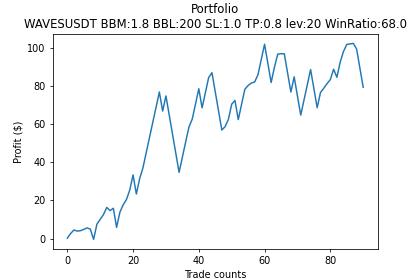 Portfolio
WAVESUSDT BBM:1.8 BBL:200 SL:1.0 TP:0.8 lev:20 WinRatio:68.0
100
80
60
40
20
0
Profit ($)
0 20 40 60 80
Trade counts